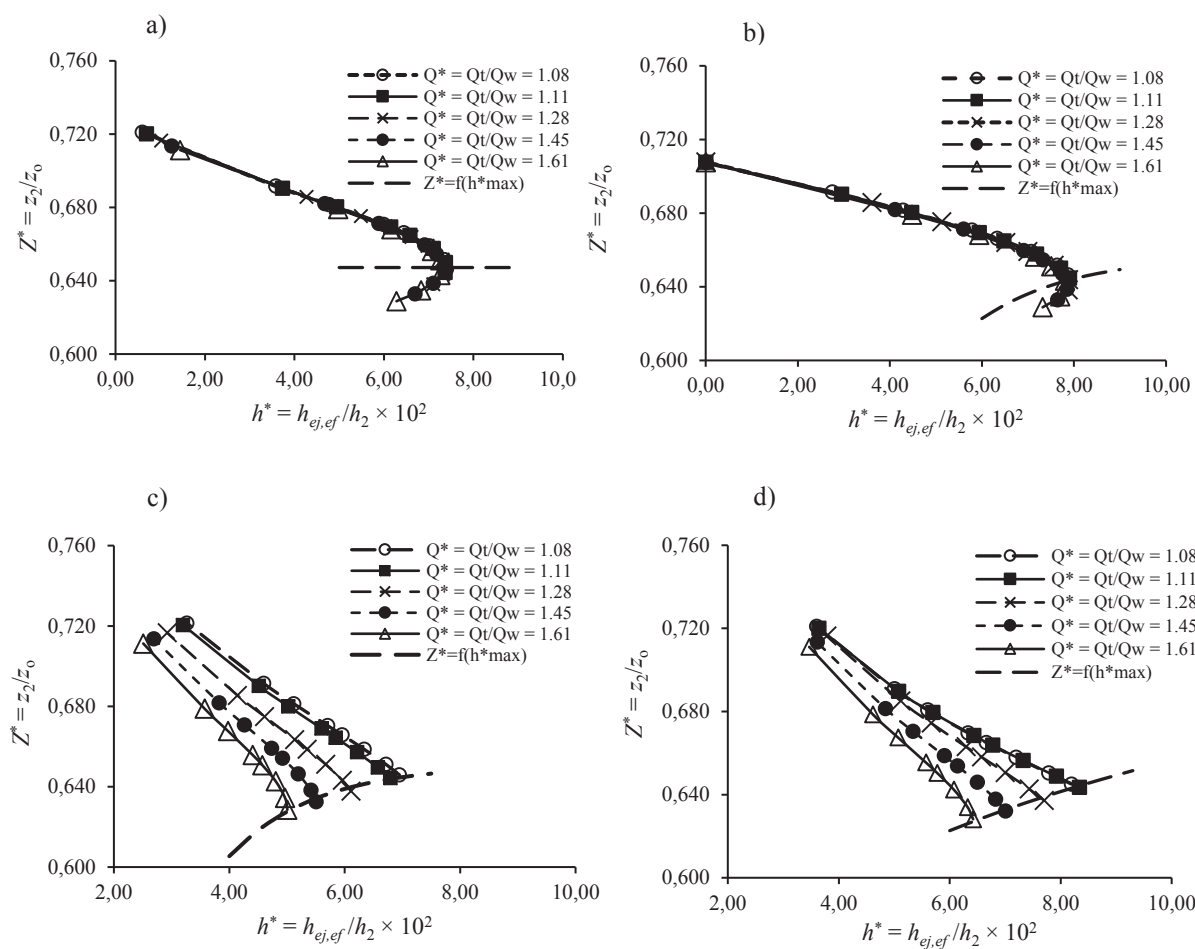 a)
0,760
0,720
0,680
0,640
0,600
Z* = z₂/zₒ
Q* = Qt/Qw = 1.08
Q* = Qt/Qw = 1.11
Q* = Qt/Qw = 1.28
Q* = Qt/Qw = 1.45
Q* = Qt/Qw = 1.61
Z*=f(h*max)
0,00 2,00 4,00 6,00 8,00 10,0
h* = hₑⱼ,ₑf/h₂ × 10²
b)
0,760
0,720
0,680
0,640
0,600
Z* = z₂/zₒ
Q* = Qt/Qw = 1.08
Q* = Qt/Qw = 1.11
Q* = Qt/Qw = 1.28
Q* = Qt/Qw = 1.45
Q* = Qt/Qw = 1.61
Z*=f(h*max)
0,00 2,00 4,00 6,00 8,00 10,00
h* = hₑⱼ,ₑf/h₂ × 10²
c)
0,760
0,720
0,680
0,640
0,600
Z* = z₂/zₒ
Q* = Qt/Qw = 1.08
Q* = Qt/Qw = 1.11
Q* = Qt/Qw = 1.28
Q* = Qt/Qw = 1.45
Q* = Qt/Qw = 1.61
Z*=f(h*max)
2,00 4,00 6,00 8,00 10,00
h* = hₑⱼ,ₑf/h₂ × 10²
d)
0,760
0,720
0,680
0,640
0,600
Z* = z₂/zₒ
Q* = Qt/Qw = 1.08
Q* = Qt/Qw = 1.11
Q* = Qt/Qw = 1.28
Q* = Qt/Qw = 1.45
Q* = Qt/Qw = 1.61
Z*=f(h*max)
2,00 4,00 6,00 8,00 10,00
h* = hₑⱼ,ₑf/h₂ × 10²